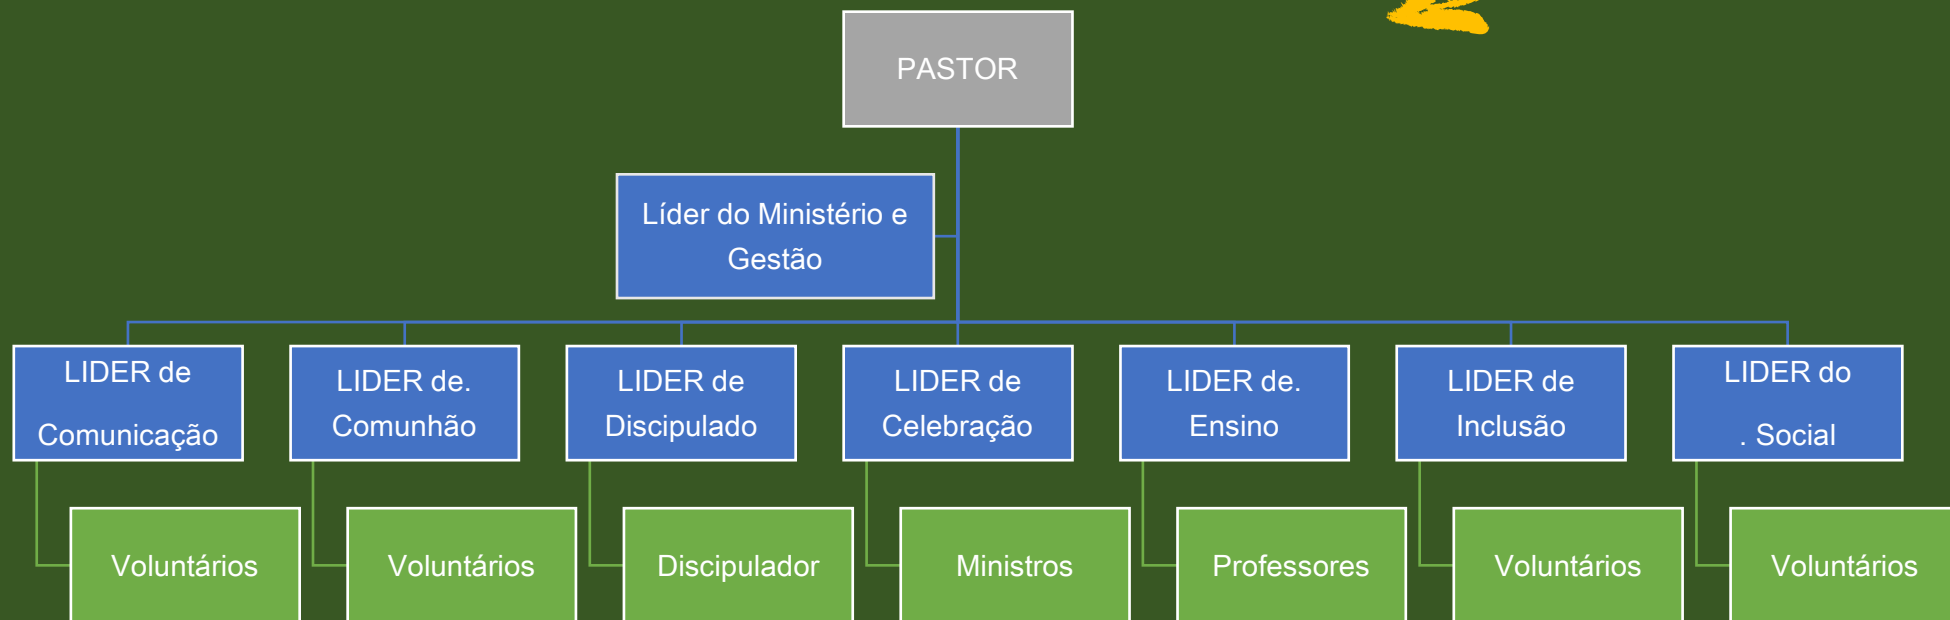 PASTOR
Líder do Ministério e
Gestão
LIDER de
Comunicação
LIDER de.
Comunhão
LIDER de
Discipulado
LIDER de
Celebração
LIDER de.
Ensino
LIDER de
Inclusão
LIDER do
. Social
Voluntários
Voluntários
Discipulador
Ministros
Professores
Voluntários
Voluntários